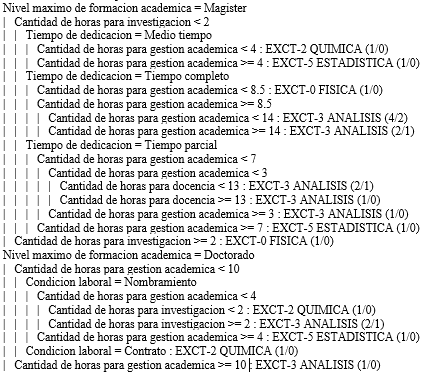 Nivel maximo de formacion academica = Magister
| Cantidad de horas para investigacion < 2
| | Tiempo de dedicacion = Medio tiempo
| | | Cantidad de horas para gestion academica < 4 : EXCT-2 QUIMICA (1/0)
| | | Cantidad de horas para gestion academica >= 4 : EXCT-5 ESTADISTICA (1/0)
| | Tiempo de dedicacion = Tiempo completo
| | | Cantidad de horas para gestion academica < 8.5 : EXCT-0 FISICA (1/0)
| | | Cantidad de horas para gestion academica >= 8.5
| | | | Cantidad de horas para gestion academica < 14 : EXCT-3 ANALISIS (4/2)
| | | | Cantidad de horas para gestion academica >= 14 : EXCT-3 ANALISIS (2/1)
| | Tiempo de dedicacion = Tiempo parcial
| | | Cantidad de horas para gestion academica < 7
| | | | Cantidad de horas para gestion academica < 3
| | | | | Cantidad de horas para docencia < 13 : EXCT-3 ANALISIS (2/1)
| | | | | Cantidad de horas para docencia >= 13 : EXCT-3 ANALISIS (1/0)
| | | | Cantidad de horas para gestion academica >= 3 : EXCT-3 ANALISIS (1/0)
| | | Cantidad de horas para gestion academica >= 7 : EXCT-5 ESTADISTICA (1/0)
| Cantidad de horas para investigacion >= 2 : EXCT-0 FISICA (1/0)
Nivel maximo de formacion academica = Doctorado
| Cantidad de horas para gestion academica < 10
| | Condicion laboral = Nombramiento
| | | Cantidad de horas para gestion academica < 4
| | | | Cantidad de horas para investigacion < 2 : EXCT-2 QUIMICA (1/0)
| | | | Cantidad de horas para investigacion >= 2 : EXCT-3 ANALISIS (2/1)
| | | Cantidad de horas para gestion academica >= 4 : EXCT-5 ESTADISTICA (1/0)
| | Condicion laboral = Contrato : EXCT-2 QUIMICA (1/0)
| Cantidad de horas para gestion academica >= 10 : EXCT-3 ANALISIS (1/0)